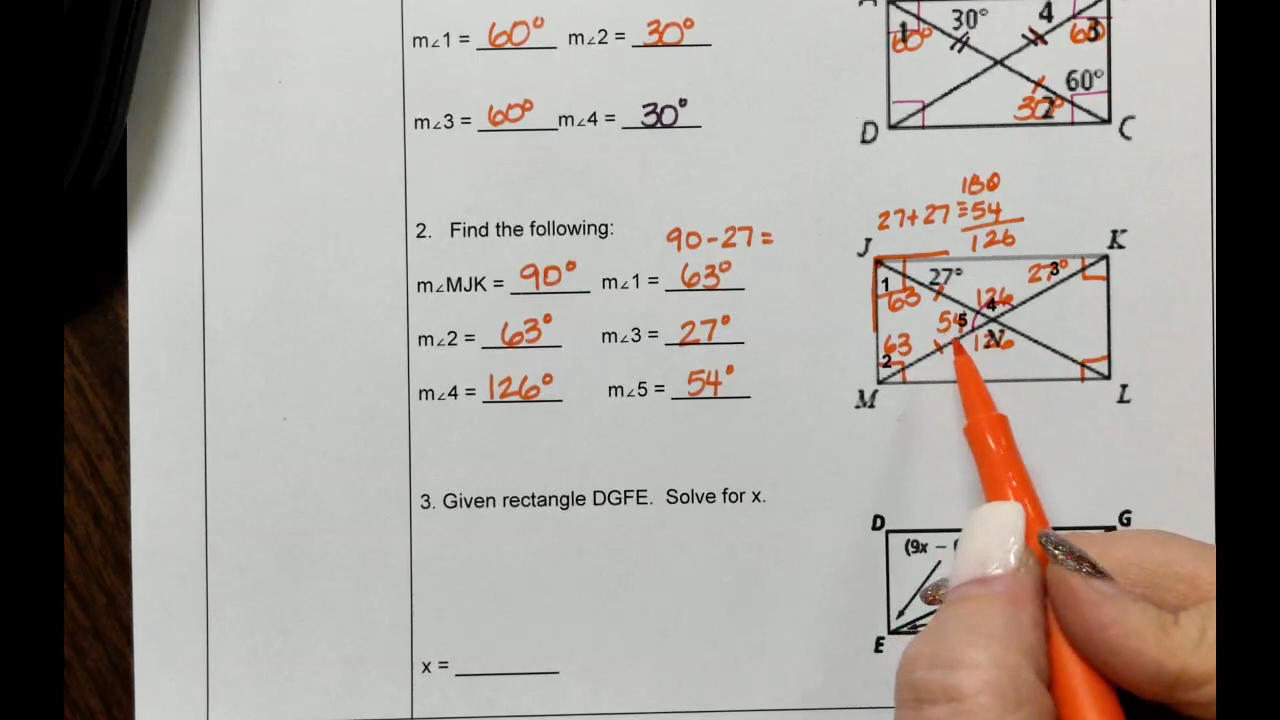 m∠1 = 60° m∠2 = 30°
m∠3 = 60° m∠4 = 30°
1 30° 4 3
60° 60
60°
30° 2
D C
2. Find the following:
90-27=
m∠MJK = 90° m∠1 = 63°
m∠2 = 63° m∠3 = 27°
m∠4 = 126° m∠5 = 54°
180
27+27=54
126
J K
27° 27° 3
1 63 126 4
54 5
63 126 N
2
M L
3. Given rectangle DGFE. Solve for x.
D G
(9x –
E
x =